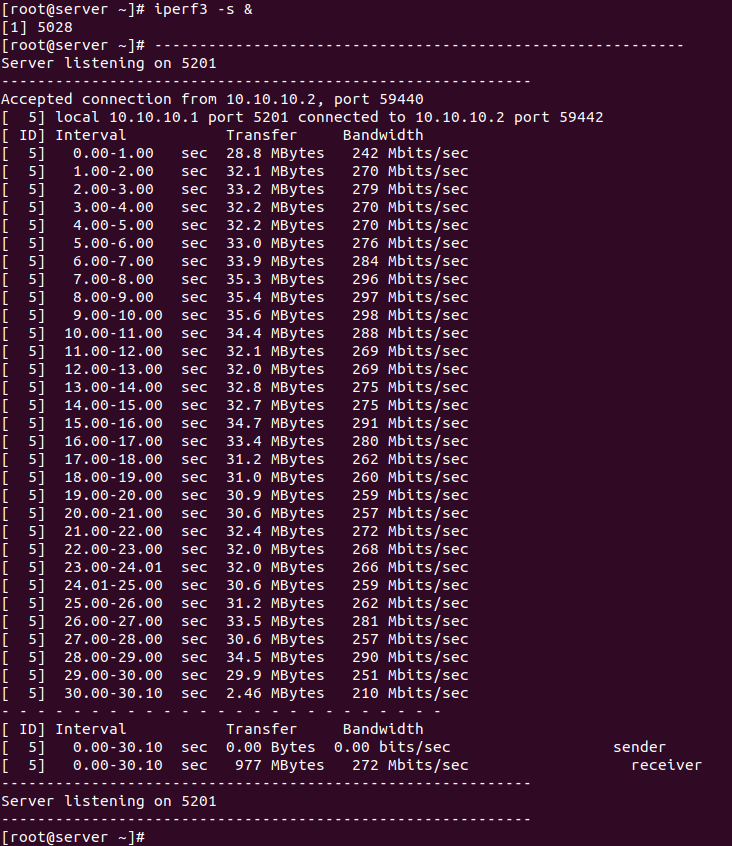 [root@server ~]# iperf3 -s &
[1] 5028
[root@server ~]# -----------------------------------------------------------
Server listening on 5201
-----------------------------------------------------------
Accepted connection from 10.10.10.2, port 59440
[  5] local 10.10.10.1 port 5201 connected to 10.10.10.2 port 59442
[ ID] Interval           Transfer     Bandwidth
[  5]   0.00-1.00   sec  28.8 MBytes   242 Mbits/sec
[  5]   1.00-2.00   sec  32.1 MBytes   270 Mbits/sec
[  5]   2.00-3.00   sec  33.2 MBytes   279 Mbits/sec
[  5]   3.00-4.00   sec  32.2 MBytes   270 Mbits/sec
[  5]   4.00-5.00   sec  32.2 MBytes   270 Mbits/sec
[  5]   5.00-6.00   sec  33.0 MBytes   276 Mbits/sec
[  5]   6.00-7.00   sec  33.9 MBytes   284 Mbits/sec
[  5]   7.00-8.00   sec  35.3 MBytes   296 Mbits/sec
[  5]   8.00-9.00   sec  35.4 MBytes   297 Mbits/sec
[  5]   9.00-10.00  sec  35.6 MBytes   298 Mbits/sec
[  5]  10.00-11.00  sec  34.4 MBytes   288 Mbits/sec
[  5]  11.00-12.00  sec  32.1 MBytes   269 Mbits/sec
[  5]  12.00-13.00  sec  32.0 MBytes   269 Mbits/sec
[  5]  13.00-14.00  sec  32.8 MBytes   275 Mbits/sec
[  5]  14.00-15.00  sec  32.7 MBytes   275 Mbits/sec
[  5]  15.00-16.00  sec  34.7 MBytes   291 Mbits/sec
[  5]  16.00-17.00  sec  33.4 MBytes   280 Mbits/sec
[  5]  17.00-18.00  sec  31.2 MBytes   262 Mbits/sec
[  5]  18.00-19.00  sec  31.0 MBytes   260 Mbits/sec
[  5]  19.00-20.00  sec  30.9 MBytes   259 Mbits/sec
[  5]  20.00-21.00  sec  30.6 MBytes   257 Mbits/sec
[  5]  21.00-22.00  sec  32.4 MBytes   272 Mbits/sec
[  5]  22.00-23.00  sec  32.0 MBytes   268 Mbits/sec
[  5]  23.00-24.01  sec  32.0 MBytes   266 Mbits/sec
[  5]  24.01-25.00  sec  30.6 MBytes   259 Mbits/sec
[  5]  25.00-26.00  sec  31.2 MBytes   262 Mbits/sec
[  5]  26.00-27.00  sec  33.5 MBytes   281 Mbits/sec
[  5]  27.00-28.00  sec  30.6 MBytes   257 Mbits/sec
[  5]  28.00-29.00  sec  34.5 MBytes   290 Mbits/sec
[  5]  29.00-30.00  sec  29.9 MBytes   251 Mbits/sec
[  5]  30.00-30.10  sec  2.46 MBytes   210 Mbits/sec
- - - - - - - - - - - - - - - - - - - - - - - - -
[ ID] Interval           Transfer     Bandwidth
[  5]   0.00-30.10  sec  0.00 Bytes  0.00 bits/sec                  sender
[  5]   0.00-30.10  sec   977 MBytes   272 Mbits/sec                  receiver
-----------------------------------------------------------
Server listening on 5201
-----------------------------------------------------------
[root@server ~]#